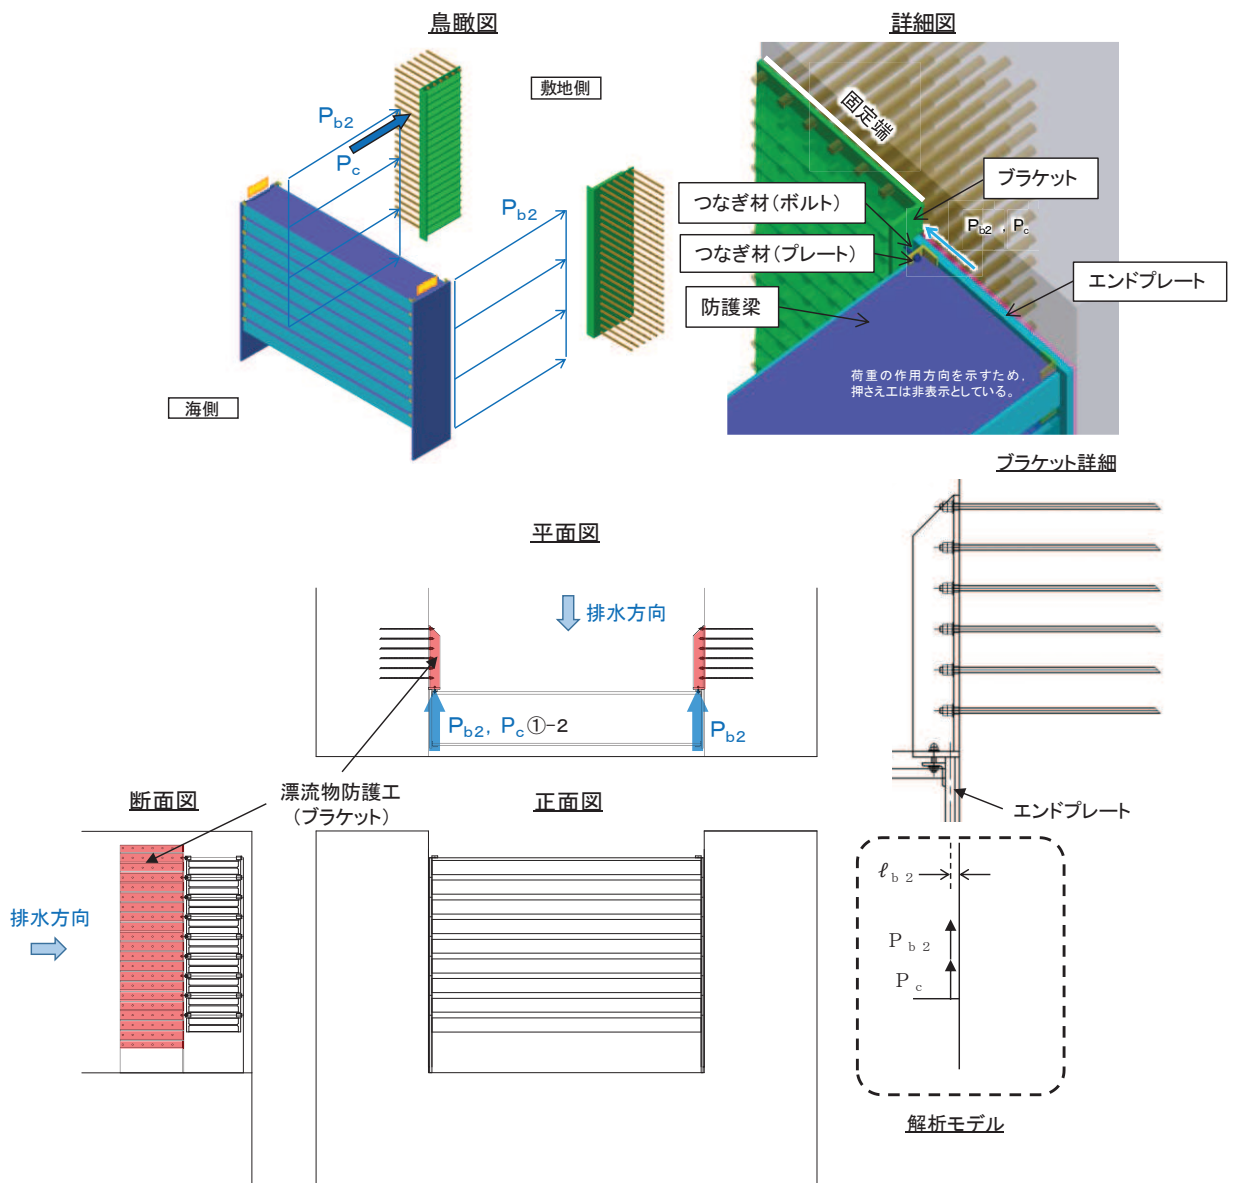 鳥瞰図
詳細図
敷地側
Pb2
Pc
Pb2
海側
固定端
ブラケット
つなぎ材（ボルト）
Pb2 , Pc
つなぎ材（プレート）
エンドプレート
防護梁
荷重の作用方向を示すため，
押さえ工は非表示としている。
ブラケット詳細
平面図
排水方向
Pb2, Pc①-2
Pb2
エンドプレート
断面図
漂流物防護工
（ブラケット）
正面図
排水方向
ℓb2
Pb2
Pc
解析モデル